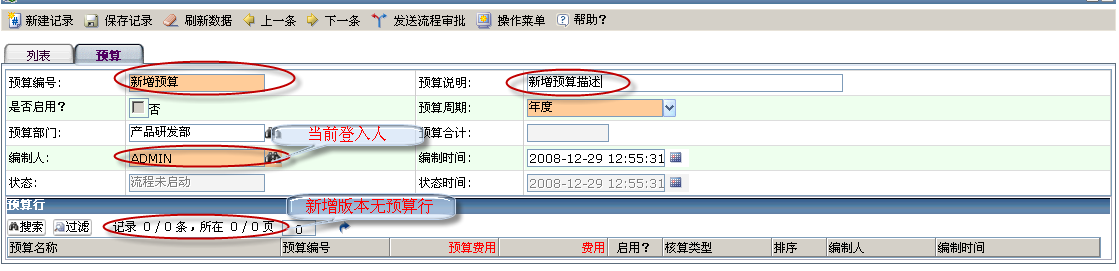 新建记录 保存记录 刷新数据 上一条 下一条 发送流程审批 操作菜单 帮助?
列表 预算
预算编号: 新增预算 预算说明: 新增预算描述
是否启用? 否 预算周期: 年度
预算部门: 产品研发部 当前登入人 预算合计:
编制人: ADMIN 编制时间: 2008-12-29 12:55:31
状态: 流程未启动 状态时间: 2008-12-29 12:55:31
预算行 新增版本无预算行
搜索 过滤 记录 0/0条,所在 0/0页 0
预算名称 预算编号 预算费用 费用 启用? 核算类型 排序 编制人 编制时间